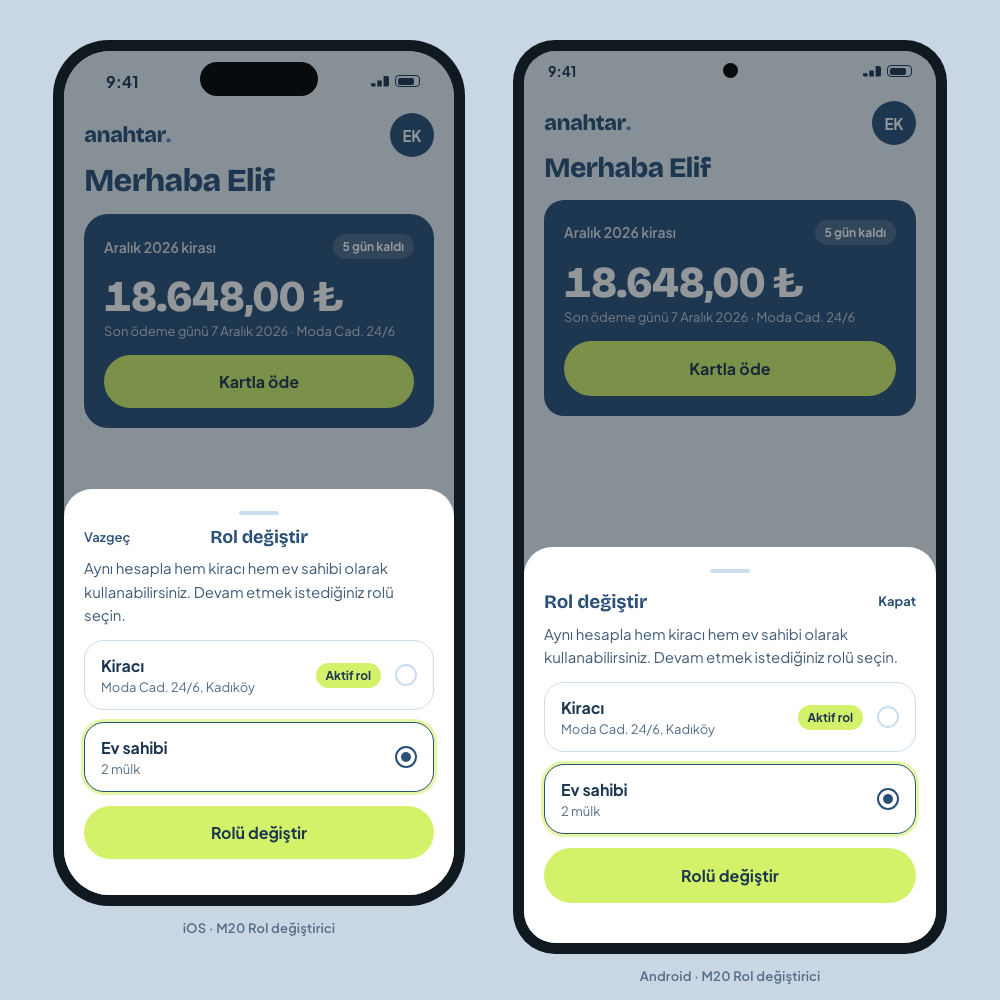 9:41
anahtar.
EK
Merhaba Elif
Aralık 2026 kirası
5 gün kaldı
18.648,00 ₺
Son ödeme günü 7 Aralık 2026 · Moda Cad. 24/6
Kartla öde
Vazgeç
Rol değiştir
Aynı hesapla hem kiracı hem ev sahibi olarak
kullanabilirsiniz. Devam etmek istediğiniz rolü
seçin.
Kiracı
Moda Cad. 24/6, Kadıköy
Aktif rol
Ev sahibi
2 mülk
Rolü değiştir
iOS · M20 Rol değiştirici
9:41
anahtar.
EK
Merhaba Elif
Aralık 2026 kirası
5 gün kaldı
18.648,00 ₺
Son ödeme günü 7 Aralık 2026 · Moda Cad. 24/6
Kartla öde
Rol değiştir
Kapat
Aynı hesapla hem kiracı hem ev sahibi olarak
kullanabilirsiniz. Devam etmek istediğiniz rolü seçin.
Kiracı
Moda Cad. 24/6, Kadıköy
Aktif rol
Ev sahibi
2 mülk
Rolü değiştir
Android · M20 Rol değiştirici